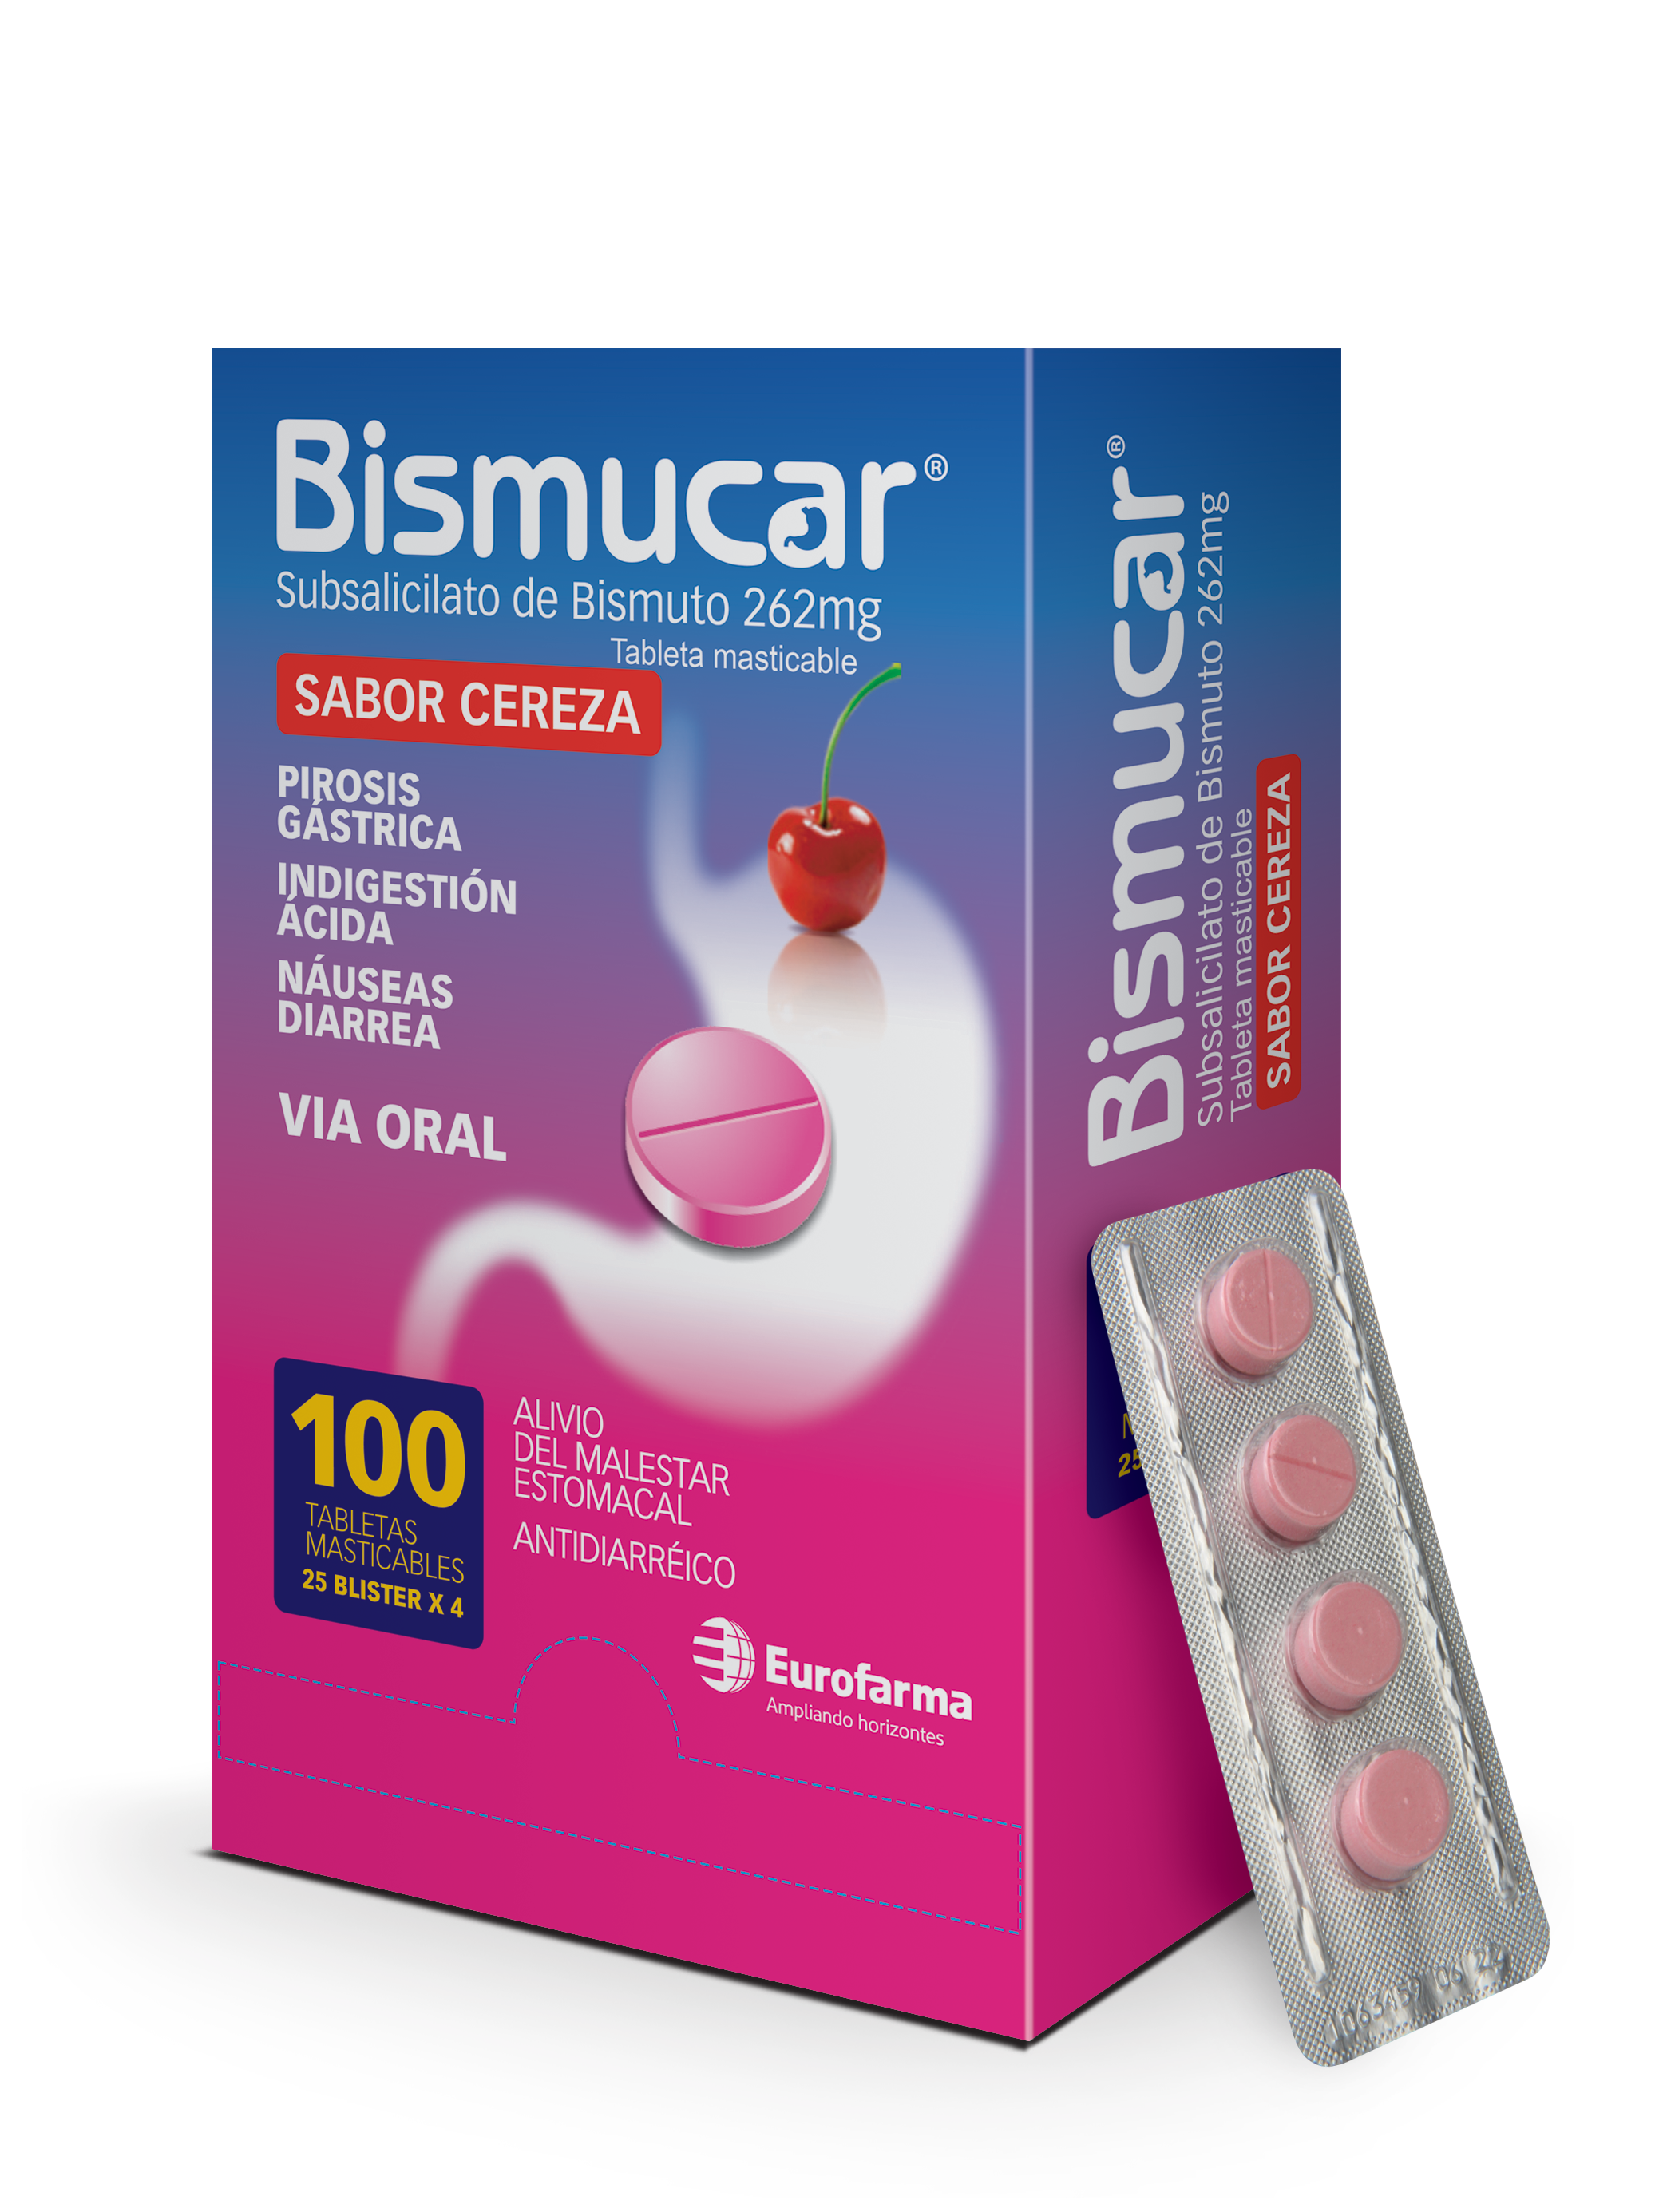 Bismucar®
Subsalicilato de Bismuto 262mg
Tableta masticable
SABOR CEREZA
PIROSIS
GÁSTRICA
INDIGESTIÓN
ÁCIDA
NÁUSEAS
DIARREA
VIA ORAL
100
TABLETAS
MASTICABLES
25 BLISTER X 4
ALIVIO
DEL MALESTAR
ESTOMACAL
ANTIDIARRÉICO
Eurofarma
Ampliando horizontes
Bismucar®
Subsalicilato de Bismuto 262mg
Tableta masticable
SABOR CEREZA
25